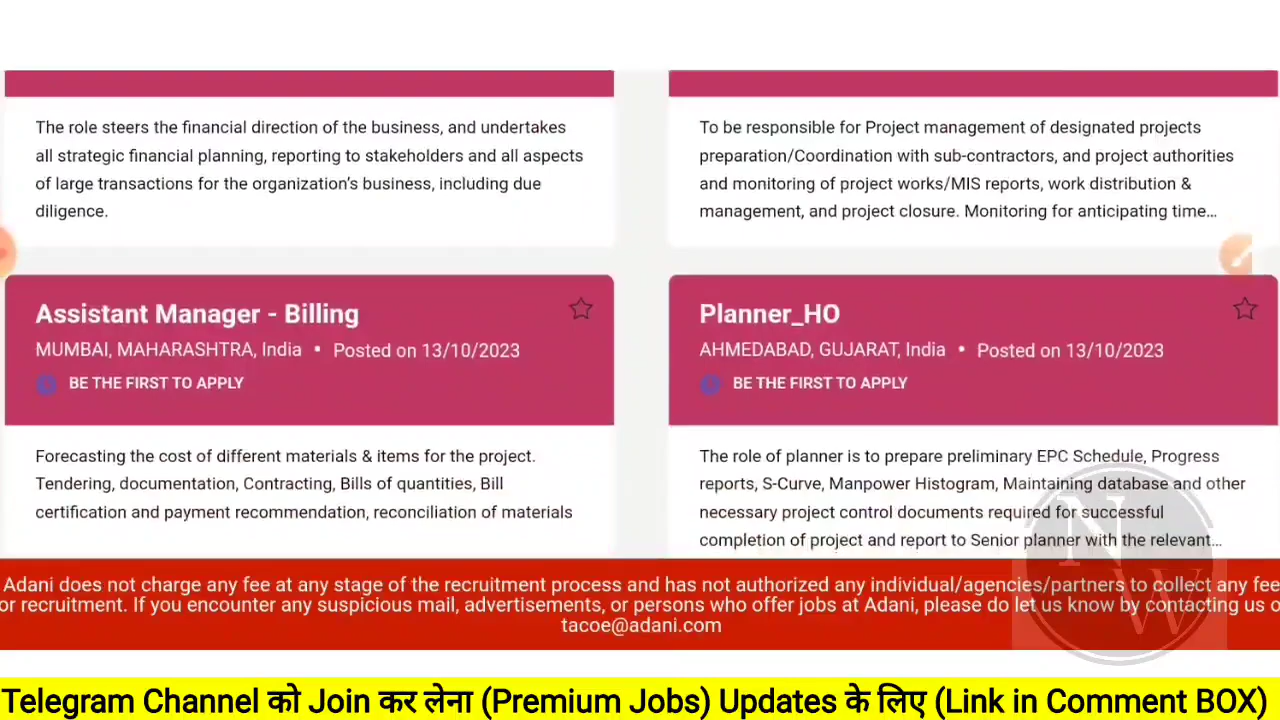 The role steers the financial direction of the business, and undertakes
all strategic financial planning, reporting to stakeholders and all aspects
of large transactions for the organization's business, including due
diligence.
To be responsible for Project management of designated projects
preparation/Coordination with sub-contractors, and project authorities
and monitoring of project works/MIS reports, work distribution &
management, and project closure. Monitoring for anticipating time...
Assistant Manager - Billing
MUMBAI, MAHARASHTRA, India • Posted on 13/10/2023
BE THE FIRST TO APPLY
Forecasting the cost of different materials & items for the project.
Tendering, documentation, Contracting, Bills of quantities, Bill
certification and payment recommendation, reconciliation of materials
Planner_HO
AHMEDABAD, GUJARAT, India • Posted on 13/10/2023
BE THE FIRST TO APPLY
The role of planner is to prepare preliminary EPC Schedule, Progress
reports, S-Curve, Manpower Histogram, Maintaining database and other
necessary project control documents required for successful
completion of project and report to Senior planner with the relevant...
Adani does not charge any fee at any stage of the recruitment process and has not authorized any individual/agencies/partners to collect any fee
or recruitment. If you encounter any suspicious mail, advertisements, or persons who offer jobs at Adani, please do let us know by contacting us o
tacoe@adani.com
NW
Telegram Channel को Join कर लेना (Premium Jobs) Updates के लिए (Link in Comment BOX)